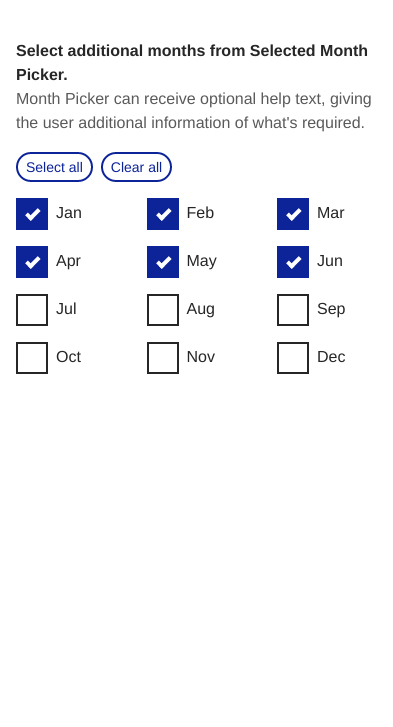 Select additional months from Selected Month
Picker.
Month Picker can receive optional help text, giving
the user additional information of what's required.
Select all Clear all
Jan Feb Mar
Apr May Jun
Jul Aug Sep
Oct Nov Dec